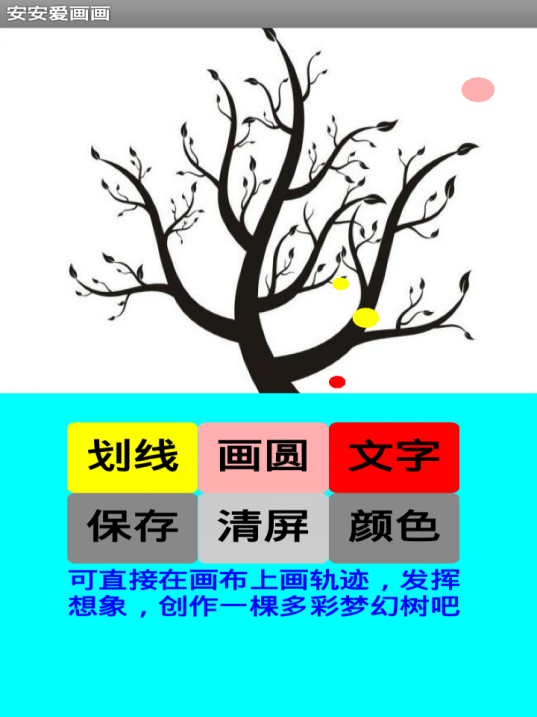 安安爱画画
划线 画圆 文字
保存 清屏 颜色
可直接在画布上画轨迹，发挥
想象，创作一棵多彩梦幻树吧